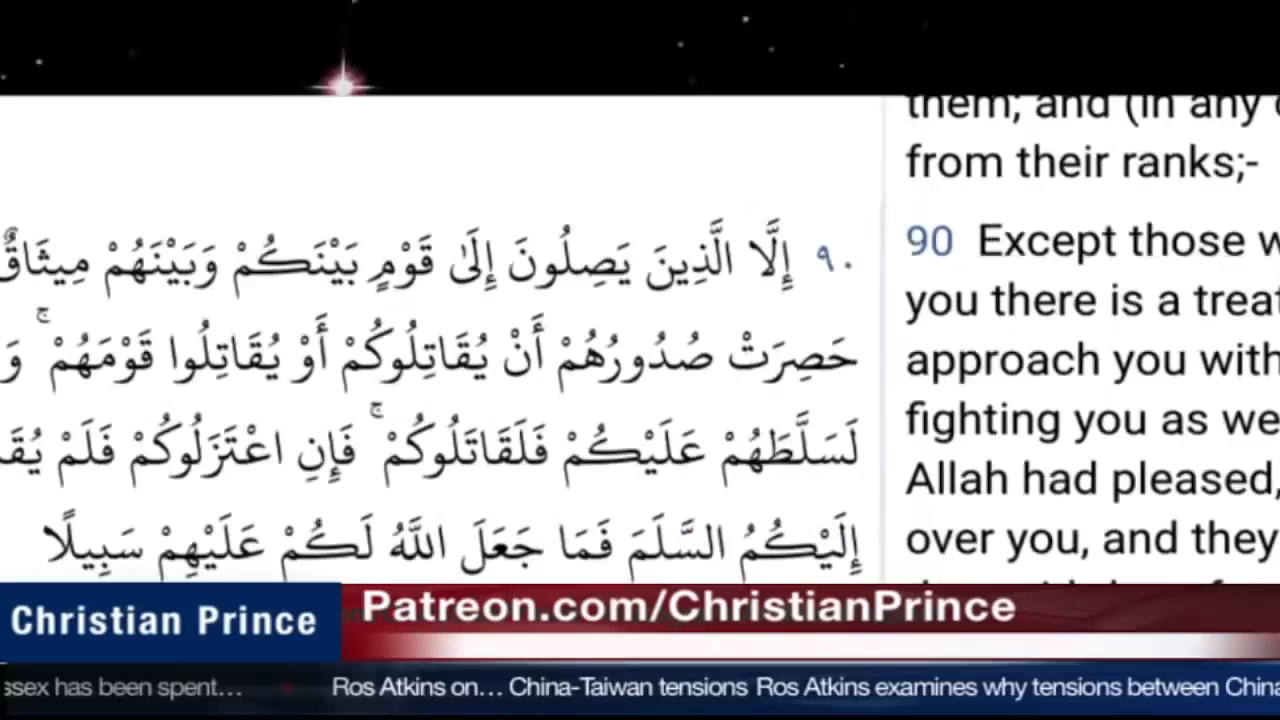 ٩٠. إِلَّا الَّذِينَ يَصِلُونَ إِلَىٰ قَوْمٍ بَيْنَكُمْ وَبَيْنَهُمْ مِيثَاقٌ
حَصِرَتْ صُدُورُهُمْ أَنْ يُقَاتِلُوكُمْ أَوْ يُقَاتِلُوا قَوْمَهُمْ ۚ
لَسَلَّطَهُمْ عَلَيْكُمْ فَلَقَاتَلُوكُمْ ۚ فَإِنِ اعْتَزَلُوكُمْ فَلَمْ
إِلَيْكُمُ السَّلَمَ فَمَا جَعَلَ اللَّهُ لَكُمْ عَلَيْهِمْ سَبِيلًا
them; and (in any
from their ranks;-
90 Except those
you there is a
approach you with
fighting you as
Allah had pleased,
over you, and they
Christian Prince
Patreon.com/ChristianPrince
has been spent... Ros Atkins on... China-Taiwan tensions Ros Atkins examines why tensions between China